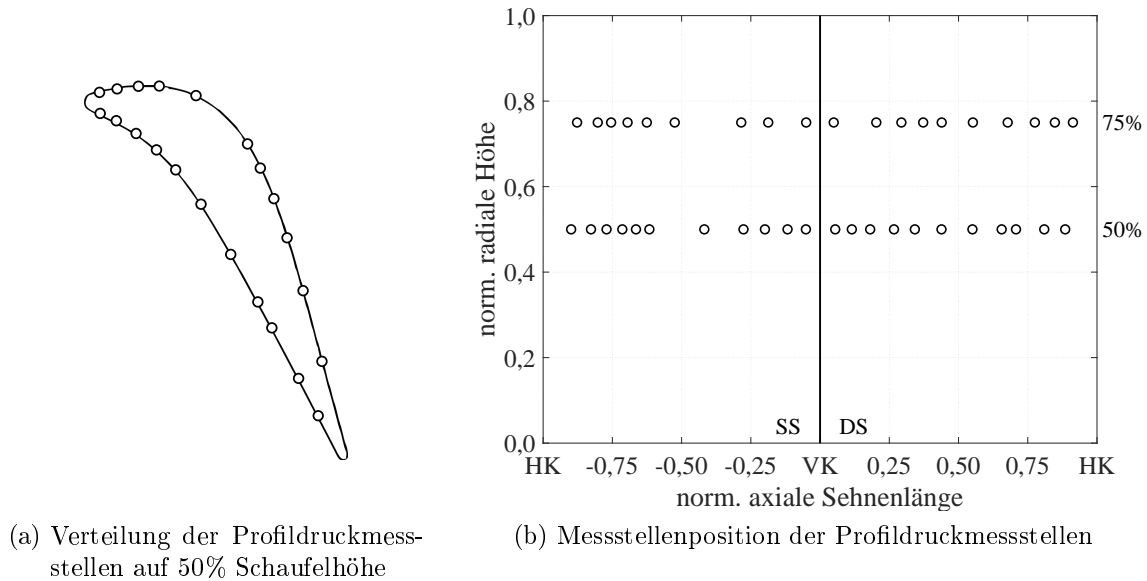 1,0
0,8
0,6
0,4
0,2
0,0
norm. radiale Höhe
75%
50%
SS DS
HK -0,75 -0,50 -0,25 VK 0,25 0,50 0,75 HK
norm. axiale Sehnenlänge
(a) Verteilung der Profildruckmess-
stellen auf 50% Schaufelhöhe
(b) Messstellenposition der Profildruckmessstellen